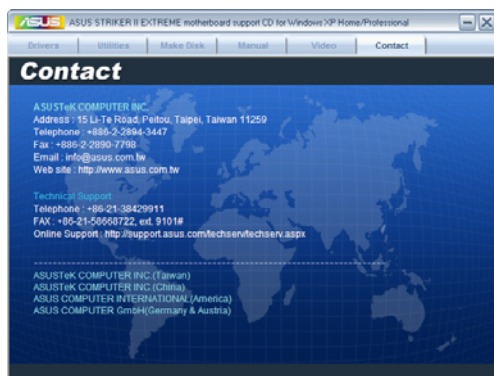 ASUS ASUS STRIKER II EXTREME motherboard support CD for Windows XP Home/Professional
Drivers Utilities Make Disk Manual Video Contact
Contact
ASUSTeK COMPUTER INC.
Address : 15 Li-Te Road, Peitou, Taipei, Taiwan 11259
Telephone : +886-2-2894-3447
Fax : +886-2-2890-7798
Email : info@asus.com.tw
Web site : http://www.asus.com.tw
Technical Support
Telephone : +86-21-38429911
FAX : +86-21-58668722, ext. 9101#
Online Support : http://support.asus.com/techserv/techserv.aspx
ASUSTeK COMPUTER INC.(Taiwan)
ASUSTeK COMPUTER INC.(China)
ASUS COMPUTER INTERNATIONAL(America)
ASUS COMPUTER GmbH(Germany & Austria)